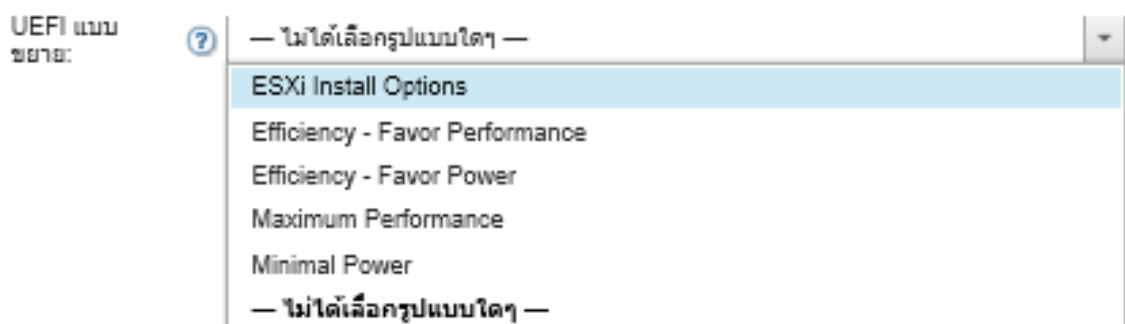 UEFI แบบ
ขยาย:
— ไม่ได้เลือกรูปแบบใดๆ —
ESXi Install Options
Efficiency - Favor Performance
Efficiency - Favor Power
Maximum Performance
Minimal Power
— ไม่ได้เลือกรูปแบบใดๆ —